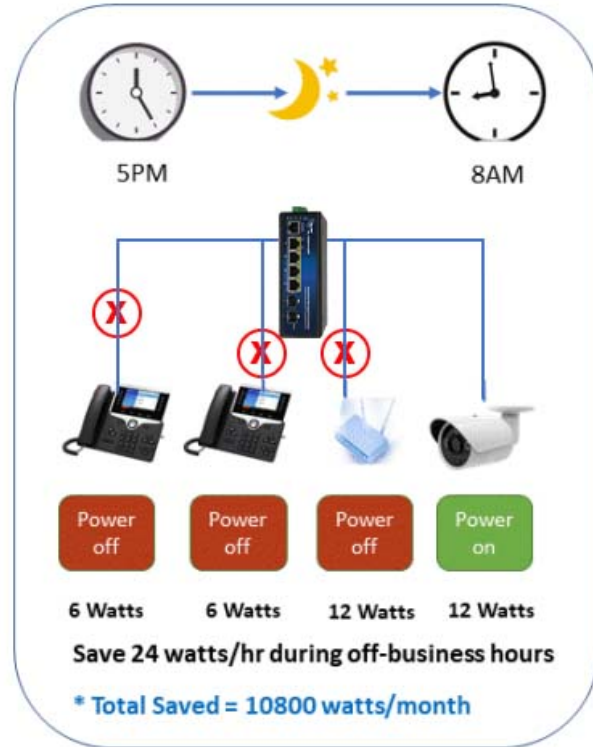 5PM
8AM
X
X
X
Power off
Power off
Power off
Power on
6 Watts
6 Watts
12 Watts
12 Watts
Save 24 watts/hr during off-business hours
* Total Saved = 10800 watts/month